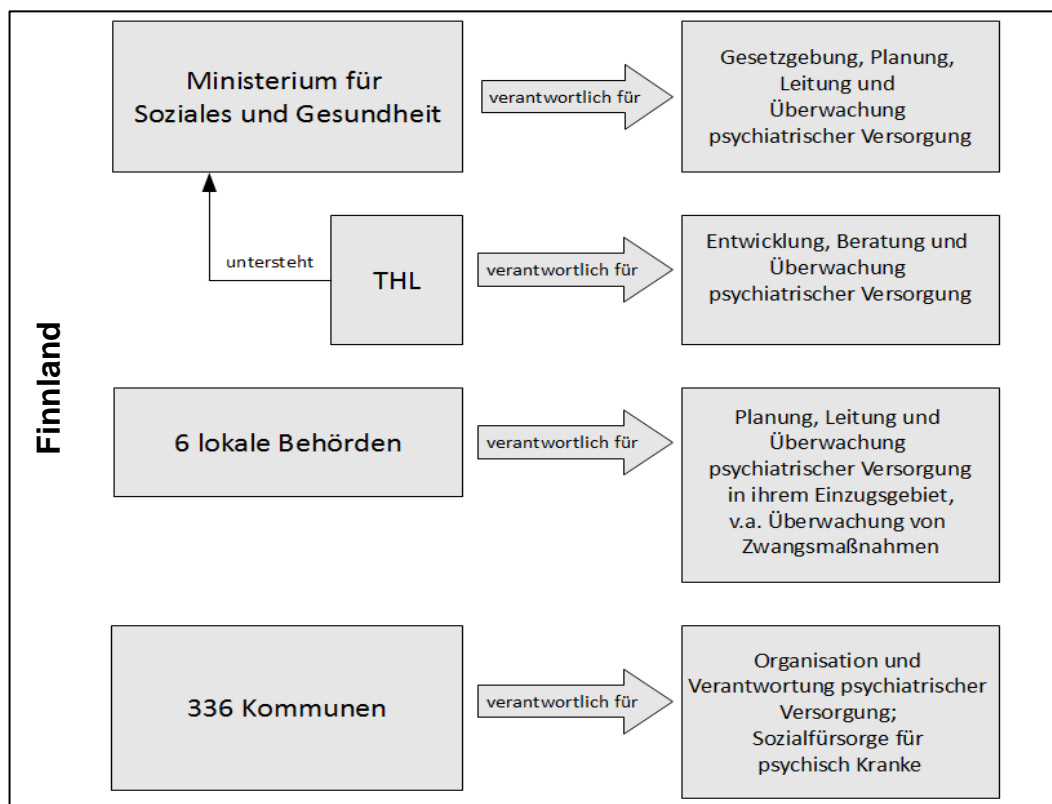 Finnland
Ministerium für
Soziales und Gesundheit
verantwortlich für
Gesetzgebung, Planung,
Leitung und
Überwachung
psychiatrischer Versorgung
untersteht
THL
verantwortlich für
Entwicklung, Beratung und
Überwachung
psychiatrischer Versorgung
6 lokale Behörden
verantwortlich für
Planung, Leitung und
Überwachung
psychiatrischer Versorgung
in ihrem Einzugsgebiet,
v.a. Überwachung von
Zwangsmaßnahmen
336 Kommunen
verantwortlich für
Organisation und
Verantwortung psychiatrischer
Versorgung;
Sozialfürsorge für
psychisch Kranke